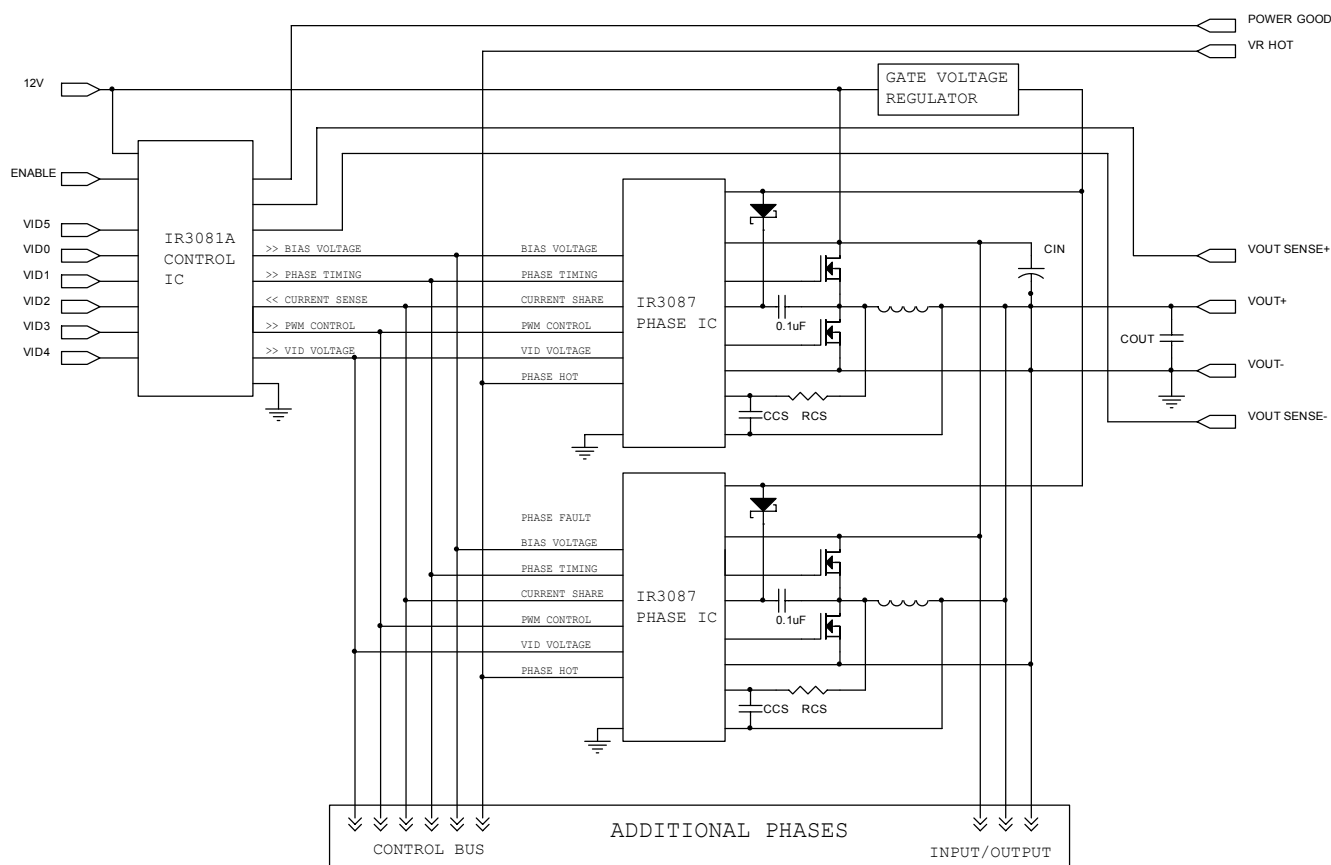 POWER GOOD
VR HOT
12V
GATE VOLTAGE
REGULATOR
ENABLE
VID5
VID0
VID1
VID2
VID3
VID4
IR3081A
CONTROL
IC
>> BIAS VOLTAGE
>> PHASE TIMING
<< CURRENT SENSE
>> PWM CONTROL
>> VID VOLTAGE
BIAS VOLTAGE
PHASE TIMING
CURRENT SHARE
PWM CONTROL
VID VOLTAGE
PHASE HOT
IR3087
PHASE IC
0.1uF
CCS
RCS
CIN
COUT
VOUT SENSE+
VOUT+
VOUT-
VOUT SENSE-
PHASE FAULT
BIAS VOLTAGE
PHASE TIMING
CURRENT SHARE
PWM CONTROL
VID VOLTAGE
PHASE HOT
IR3087
PHASE IC
0.1uF
CCS
RCS
ADDITIONAL PHASES
CONTROL BUS
INPUT/OUTPUT